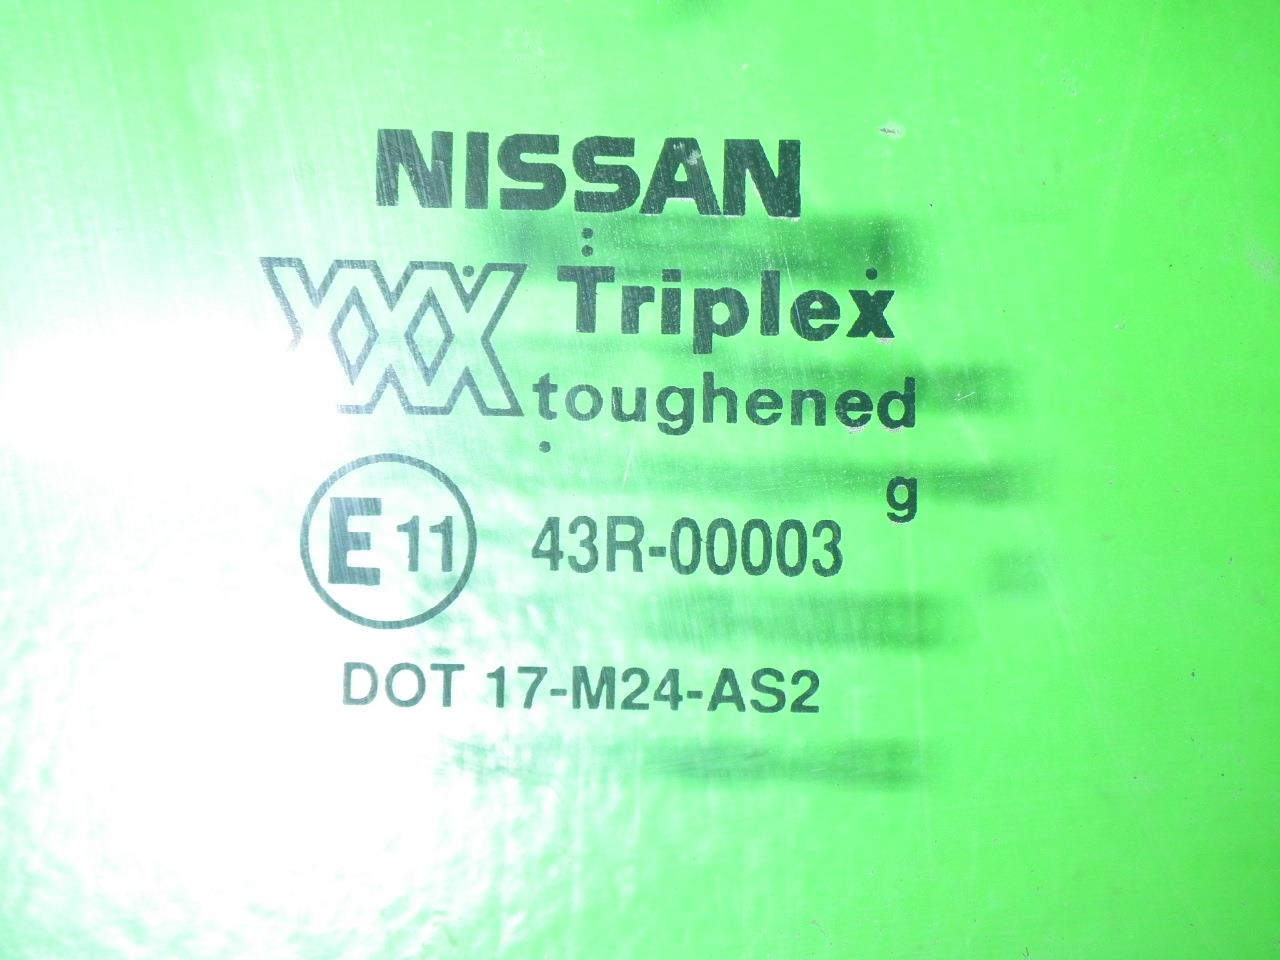 NISSAN
Triplex
toughened
g
E 11 43R-00003
DOT 17-M24-AS2